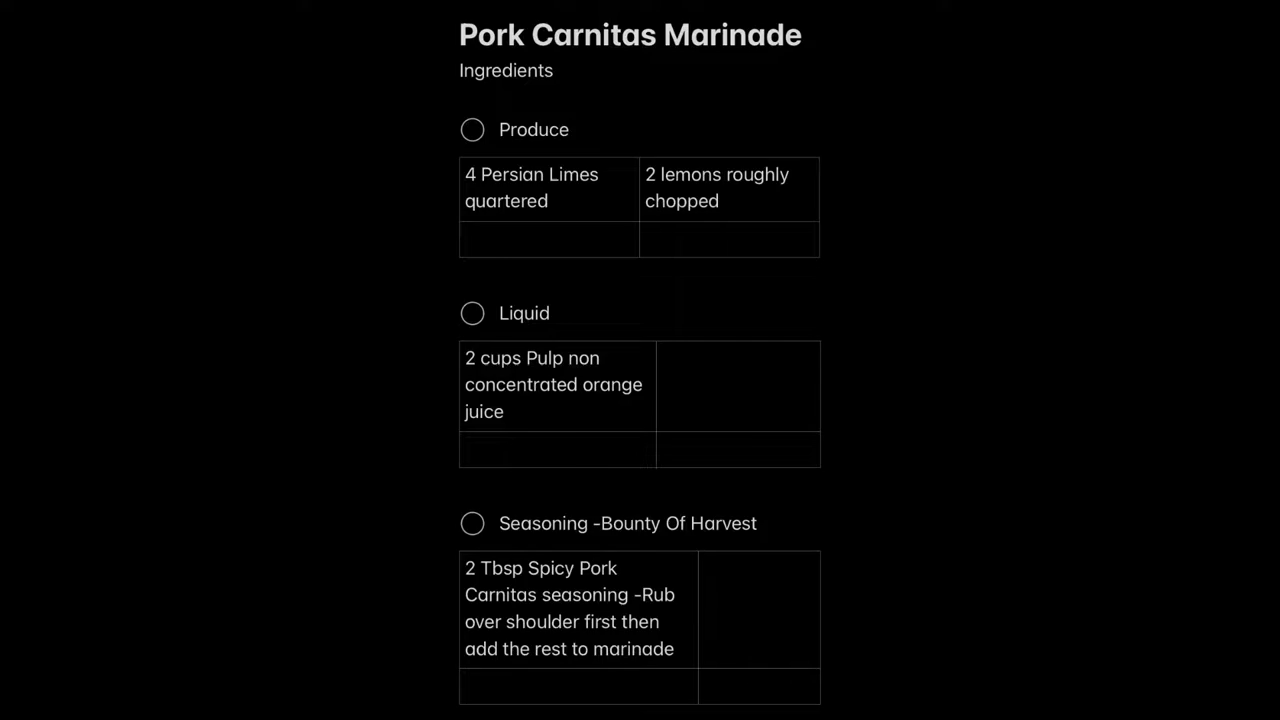 Pork Carnitas Marinade
Ingredients
Produce
4 Persian Limes
quartered
2 lemons roughly
chopped
Liquid
2 cups Pulp non
concentrated orange
juice
Seasoning -Bounty Of Harvest
2 Tbsp Spicy Pork
Carnitas seasoning -Rub
over shoulder first then
add the rest to marinade